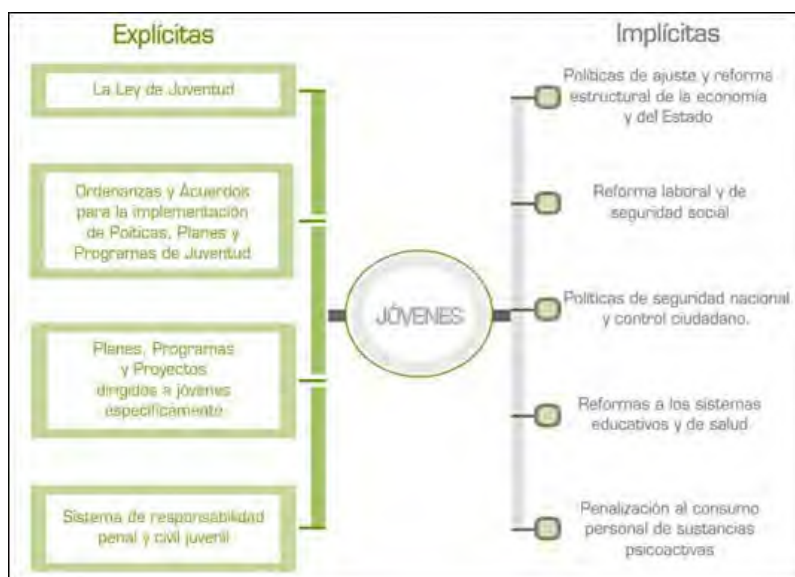 Explícitas
La Ley de Juventud
Ordenanzas y Acuerdos
para la implementación
de Poíticas, Planes y
Programas de Juventud
Planes, Programas
y Proyectos
dirigidos a jóvenes
específicamente
Sistema de responsabilidad
penal y civil juvenil
JÓVENES
Implícitas
Políticas de ajuste y reforma
estructural de la economía
y del Estado
Reforma laboral y de
seguridad social
Políticas de seguridad nacional
y control ciudadano.
Reformas a los sistemas
educativos y de salud
Penalización al consumo
personal de sustancias
psicoactivas